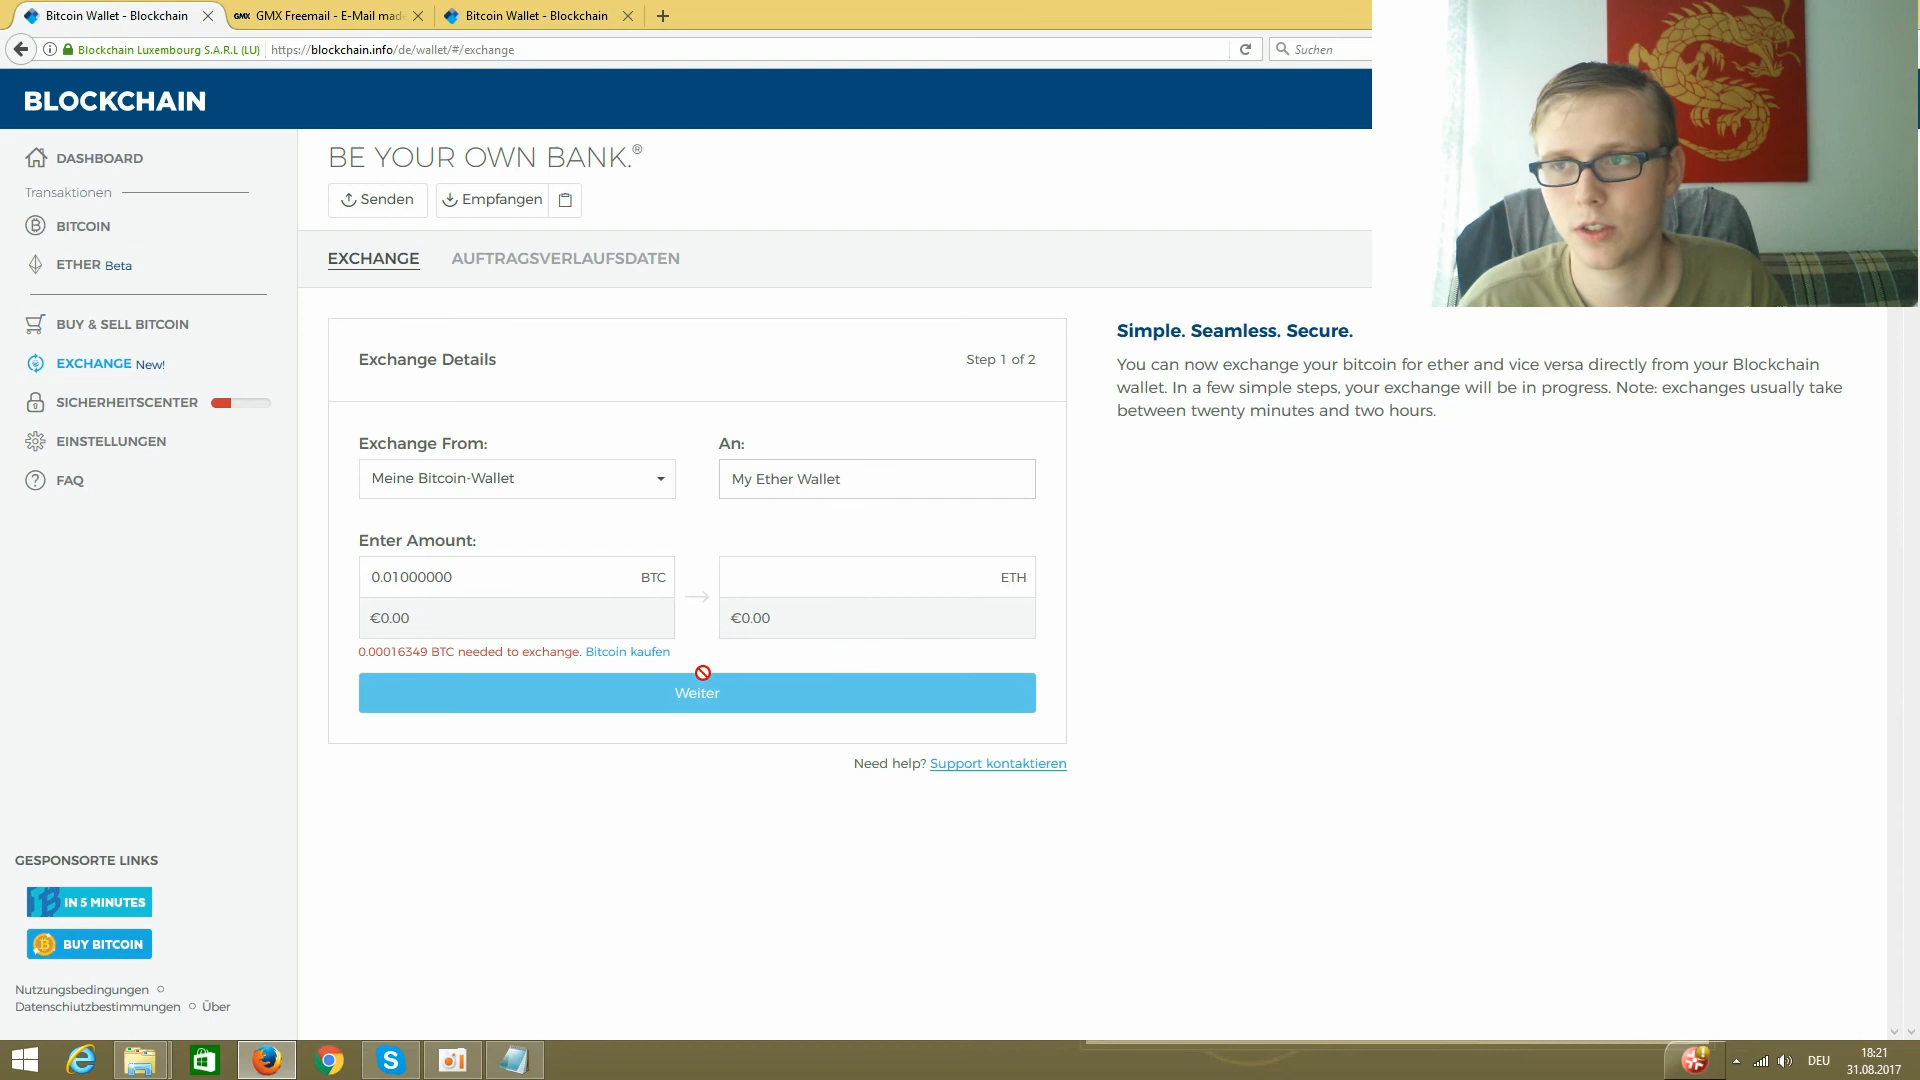 Bitcoin Wallet - Blockchain
GMX Freemail - E-Mail mad
Bitcoin Wallet - Blockchain
Blockchain Luxembourg S.A.R.L (LU)
https://blockchain.info/de/wallet/#/exchange
Suchen
BLOCKCHAIN
DASHBOARD
Transaktionen
BITCOIN
ETHER Beta
BUY & SELL BITCOIN
EXCHANGE New!
SICHERHEITSCENTER
EINSTELLUNGEN
FAQ
GESPONSORTE LINKS
IN 5 MINUTES
BUY BITCOIN
Nutzungsbedingungen
Datenschutzbestimmungen Über
BE YOUR OWN BANK.®
Senden
Empfangen
EXCHANGE
AUFTRAGSVERLAUFSDATEN
Exchange Details
Step 1 of 2
Exchange From:
An:
Meine Bitcoin-Wallet
My Ether Wallet
Enter Amount:
0.01000000 BTC
ETH
€0.00
€0.00
0.00016349 BTC needed to exchange. Bitcoin kaufen
Weiter
Need help? Support kontaktieren
Simple. Seamless. Secure.
You can now exchange your bitcoin for ether and vice versa directly from your Blockchain
wallet. In a few simple steps, your exchange will be in progress. Note: exchanges usually take
between twenty minutes and two hours.
DEU
18:21
31.08.2017